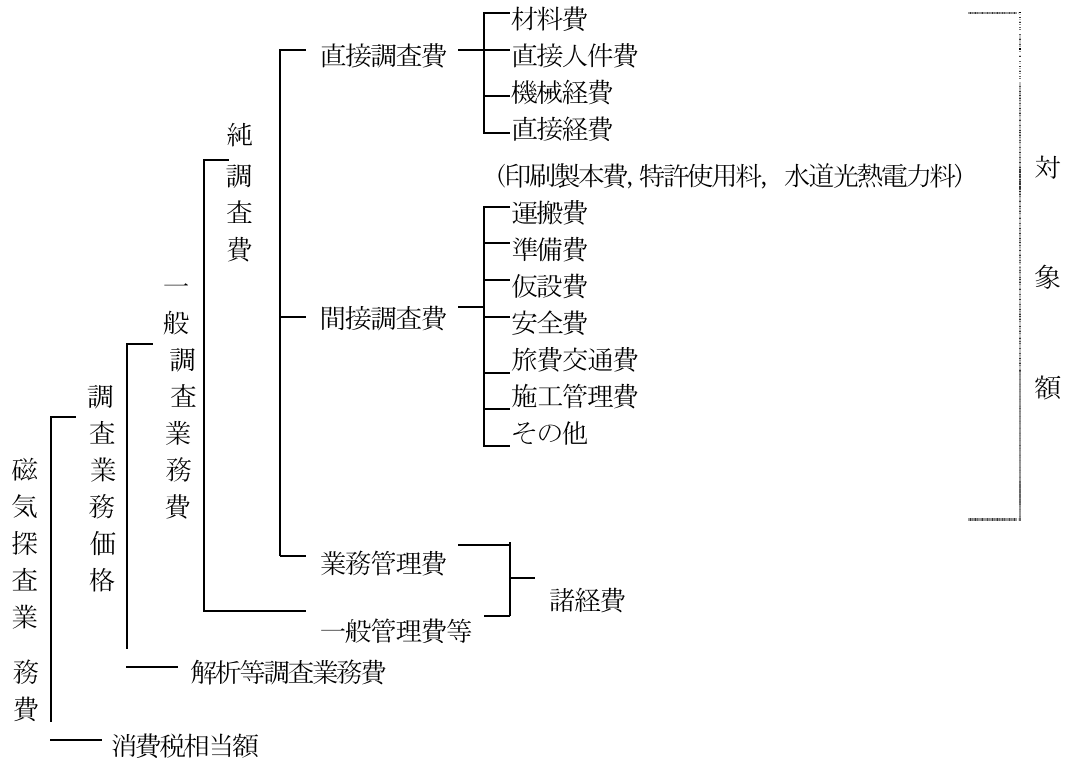 材料費
直接調査費
直接人件費
機械経費
直接経費
純調査費
(印刷製本費, 特許使用料, 水道光熱電力料)
運搬費
準備費
仮設費
間接調査費
安全費
旅費交通費
施工管理費
その他
一般調査業務費
調査業務価格
磁気探査業務費
業務管理費
諸経費
一般管理費等
解析等調査業務費
消費税相当額
対象額